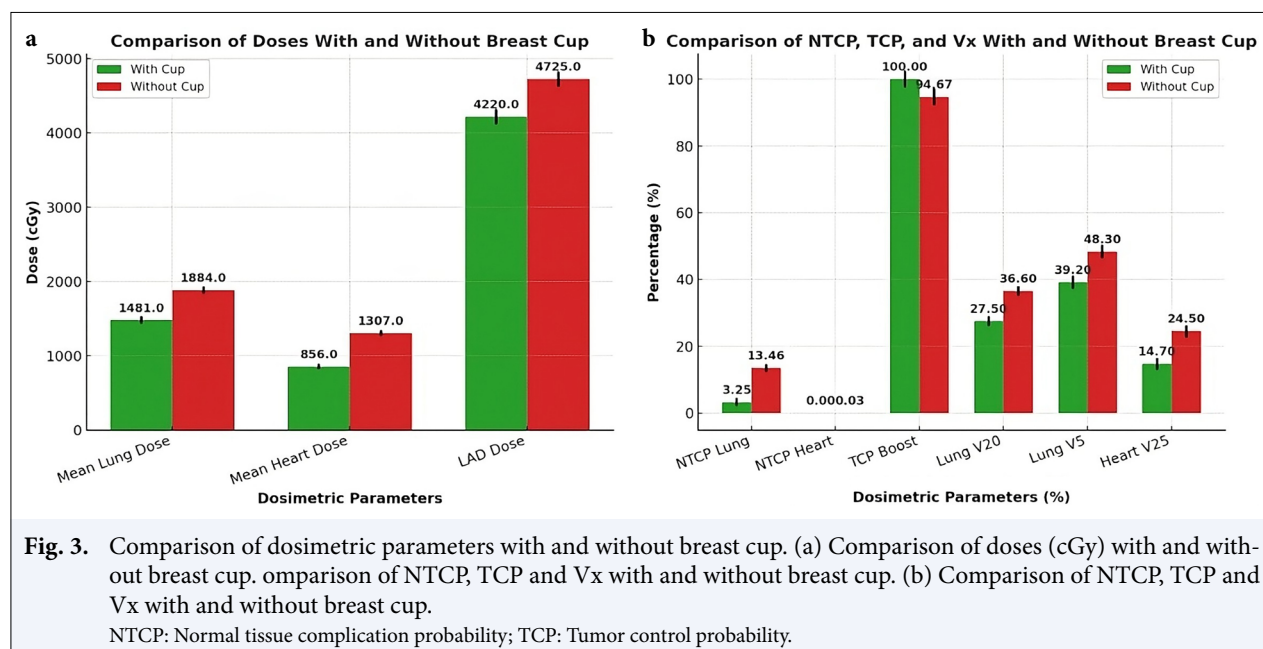 a
Comparison of Doses With and Without Breast Cup
With Cup
Without Cup
5000
4000
3000
2000
1000
0
Dose (cGy)
1481.0
1884.0
856.0
1307.0
4220.0
4725.0
Mean Lung Dose
Mean Heart Dose
LAD Dose
Dosimetric Parameters
b
Comparison of NTCP, TCP, and Vx With and Without Breast Cup
With Cup
Without Cup
100
80
60
40
20
0
Percentage (%)
3.25
13.46
0.00
0.03
100.00
94.67
27.50
36.60
39.20
48.30
14.70
24.50
NTCP Lung
NTCP Heart
TCP Boost
Lung V20
Lung V5
Heart V25
Dosimetric Parameters (%)
Fig. 3. Comparison of dosimetric parameters with and without breast cup. (a) Comparison of doses (cGy) with and with-
out breast cup. omparison of NTCP, TCP and Vx with and without breast cup. (b) Comparison of NTCP, TCP and
Vx with and without breast cup.
NTCP: Normal tissue complication probability; TCP: Tumor control probability.